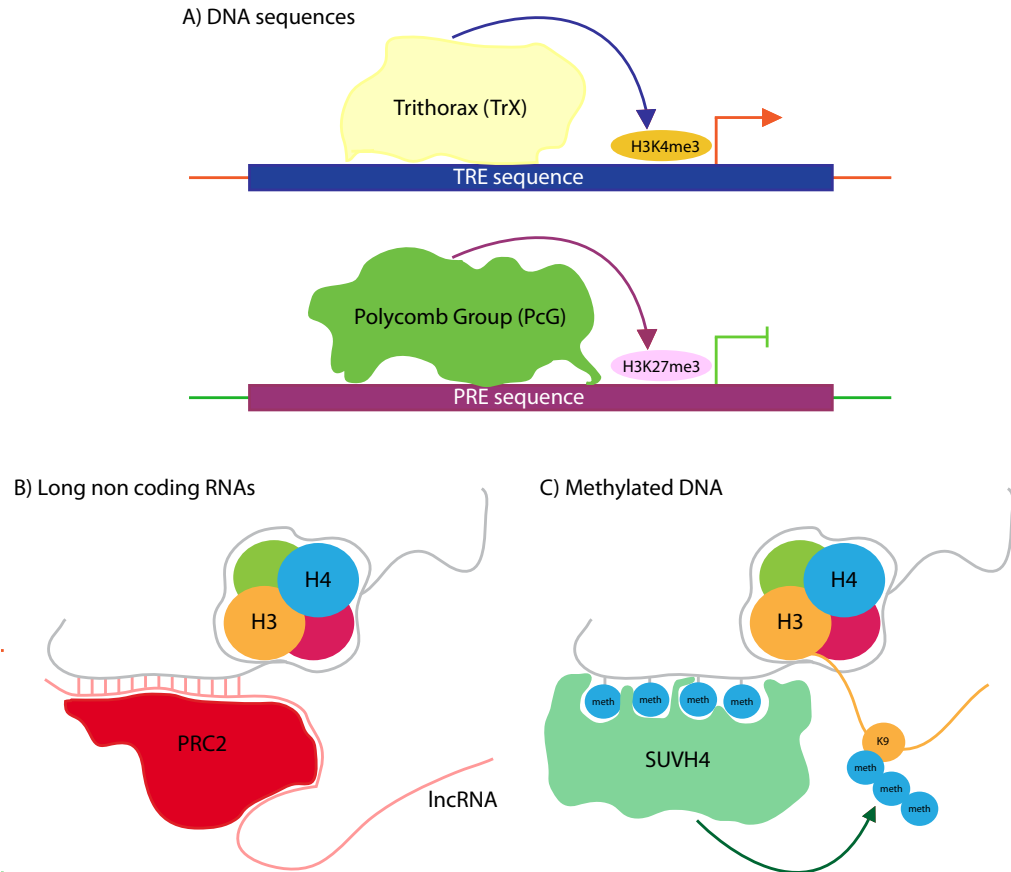 A) DNA sequences
Trithorax (TrX)
H3K4me3
TRE sequence
Polycomb Group (PcG)
H3K27me3
PRE sequence
B) Long non coding RNAs
H4
H3
PRC2
lncRNA
C) Methylated DNA
H4
H3
meth
meth
meth
meth
SUVH4
K9
meth
meth
meth